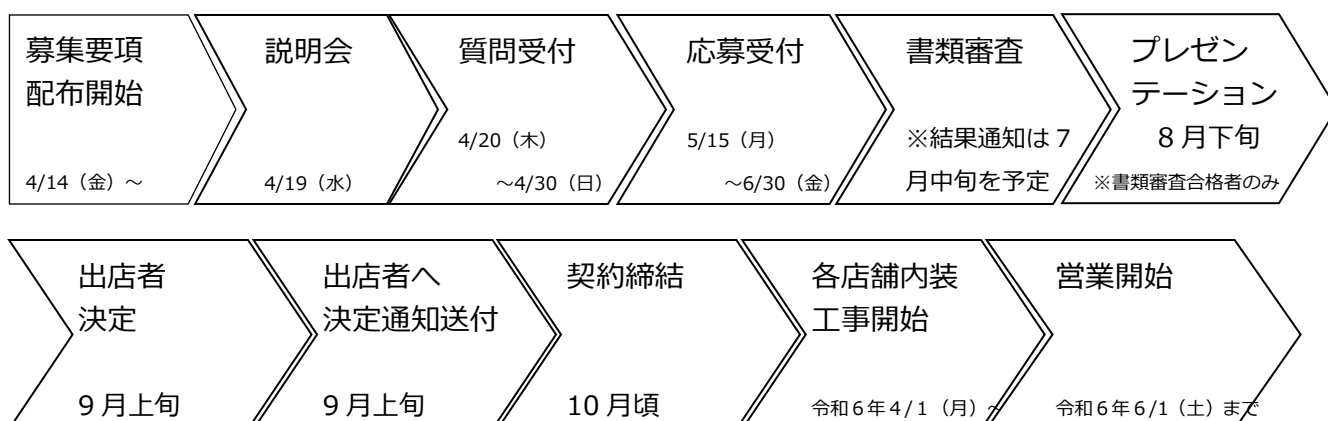 募集要項
配布開始
4/14（金）～
説明会
4/19（水）
質問受付
4/20（木）
～4/30（日）
応募受付
5/15（月）
～6/30（金）
書類審査
※結果通知は７
月中旬を予定
プレゼン
テーション
８月下旬
※書類審査合格者のみ
出店者
決定
９月上旬
出店者へ
決定通知送付
９月上旬
契約締結
10月頃
各店舗内装
工事開始
令和６年４/１（月）～
営業開始
令和６年６/１（土）まで